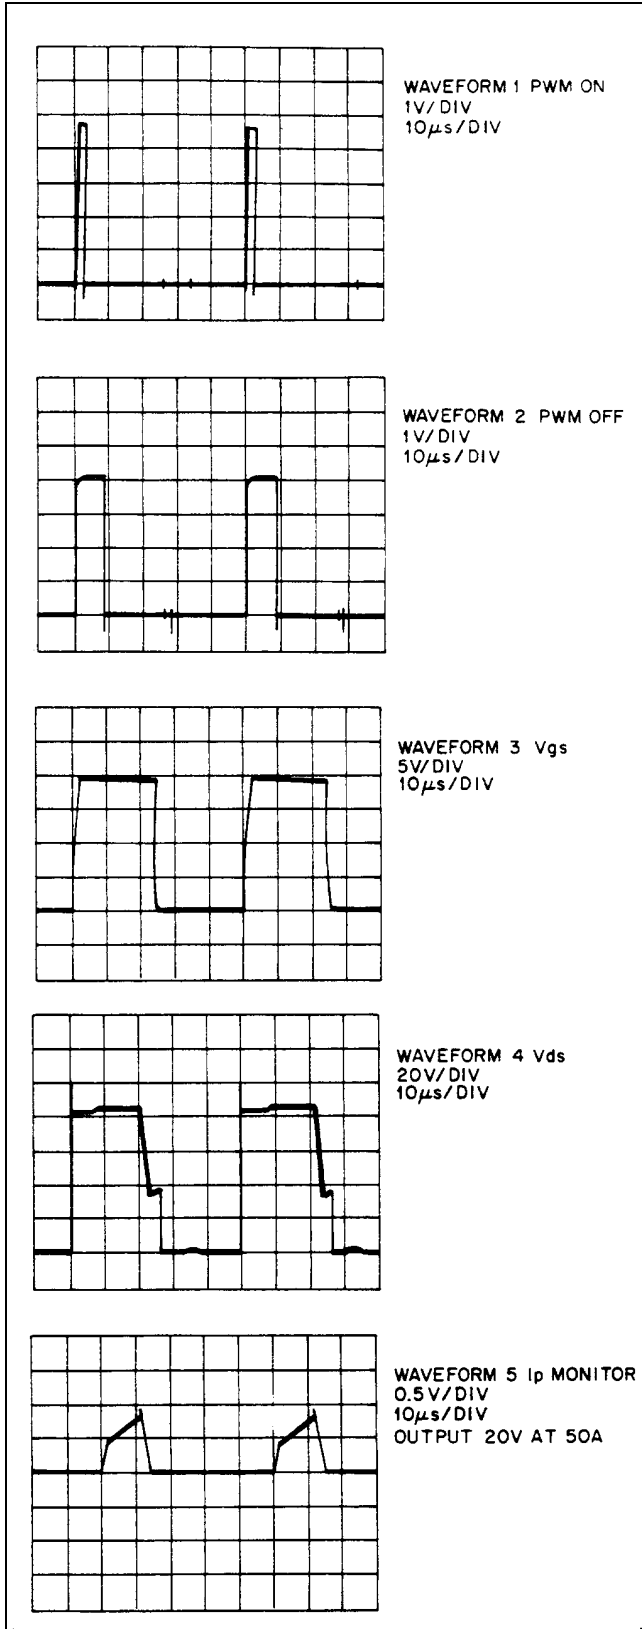 WAVEFORM 1 PWM ON
1V/DIV
10μs/DIV
WAVEFORM 2 PWM OFF
1V/DIV
10μs/DIV
WAVEFORM 3 Vgs
5V/DIV
10μs/DIV
WAVEFORM 4 Vds
20V/DIV
10μs/DIV
WAVEFORM 5 Ip MONITOR
0.5V/DIV
10μs/DIV
OUTPUT 20V AT 50A